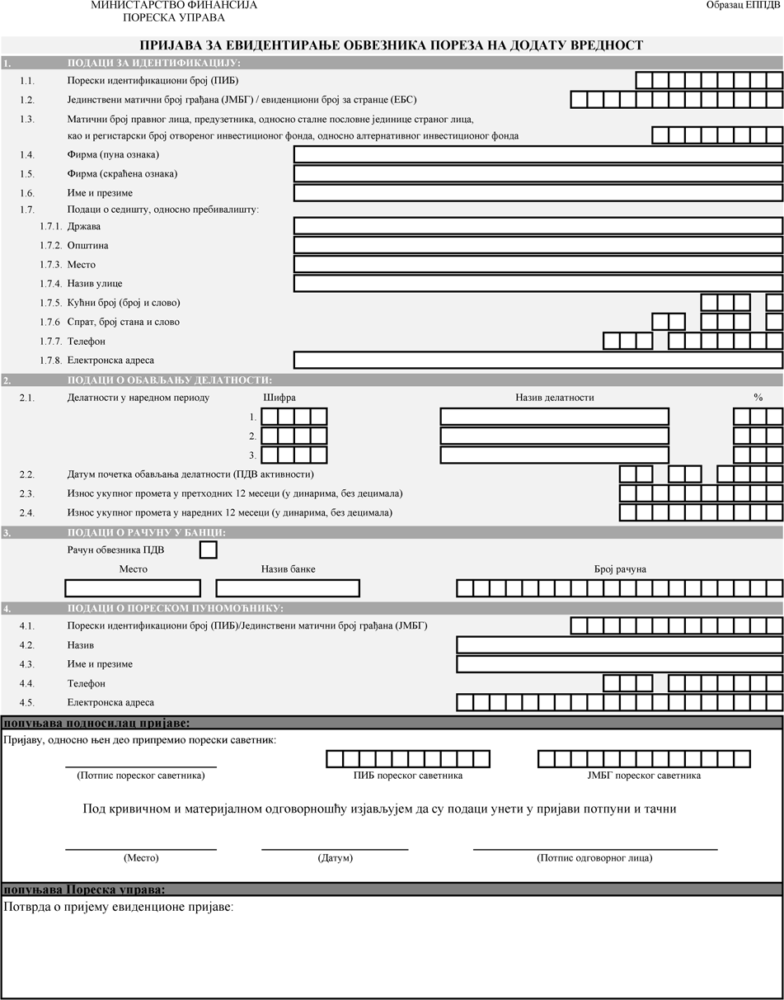 МИНИСТАРСТВО ФИНАНСИЈА
ПОРЕСКА УПРАВА
Образац ЕППДВ
ПРИЈАВА ЗА ЕВИДЕНТИРАЊЕ ОБВЕЗНИКА ПОРЕЗА НА ДОДАТУ ВРЕДНОСТ
1. ПОДАЦИ ЗА ИДЕНТИФИКАЦИЈУ:
1.1. Порески идентификациони број (ПИБ)
1.2. Јединствени матични број грађана (ЈМБГ) / евиденциони број за странце (ЕБС)
1.3. Матични број правног лица, предузетника, односно сталне пословне јединице страног лица,
као и регистарски број отвореног инвестиционог фонда, односно алтернативног инвестиционог фонда
1.4. Фирма (пуна ознака)
1.5. Фирма (скраћена ознака)
1.6. Име и презиме
1.7. Подаци о седишту, односно пребивалишту:
1.7.1. Држава
1.7.2. Општина
1.7.3. Место
1.7.4. Назив улице
1.7.5. Кућни број (број и слово)
1.7.6 Спрат, број стана и слово
1.7.7. Телефон
1.7.8. Електронска адреса
2. ПОДАЦИ О ОБАВЉАЊУ ДЕЛАТНОСТИ:
2.1. Делатности у наредном периоду Шифра Назив делатности %
1.
2.
3.
2.2. Датум почетка обављања делатности (ПДВ активности)
2.3. Износ укупног промета у претходних 12 месеци (у динарима, без децимала)
2.4. Износ укупног промета у наредних 12 месеци (у динарима, без децимала)
3. ПОДАЦИ О РАЧУНУ У БАНЦИ:
Рачун обвезника ПДВ
Место Назив банке Број рачуна
4. ПОДАЦИ О ПОРЕСКОМ ПУНОМОЋНИКУ:
4.1. Порески идентификациони број (ПИБ)/Јединствени матични број грађана (ЈМБГ)
4.2. Назив
4.3. Име и презиме
4.4. Телефон
4.5. Електронска адреса
попуњава подносилац пријаве:
Пријаву, односно њен део припремио порески саветник:
(Потпис пореског саветника) ПИБ пореског саветника ЈМБГ пореског саветника
Под кривичном и материјалном одговорношћу изјављујем да су подаци унети у пријави потпуни и тачни
(Место) (Датум) (Потпис одговорног лица)
попуњава Пореска управа:
Потврда о пријему евиденционе пријаве: